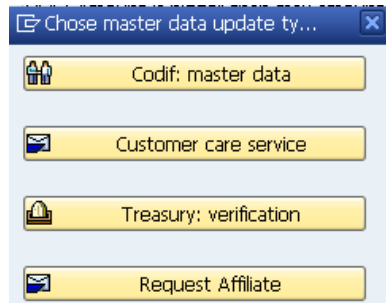 Chose master data update ty...
Codif: master data
Customer care service
Treasury: verification
Request Affiliate